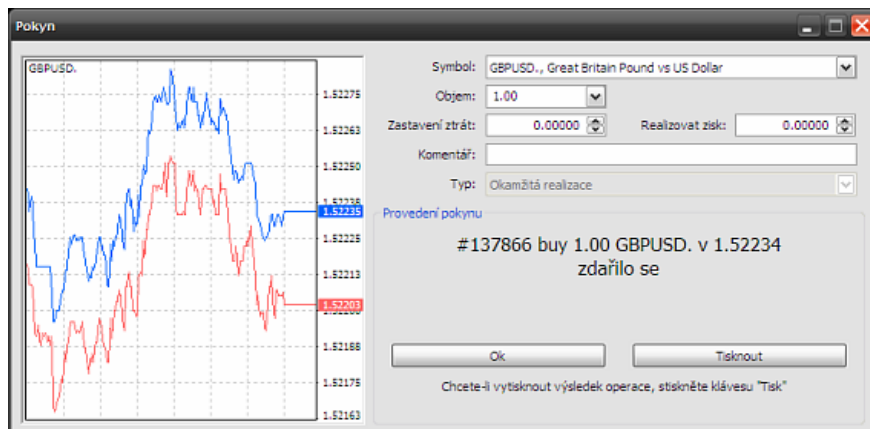 Pokyn
GBPUSD.
1.52275
1.52263
1.52250
1.52238
1.52235
1.52225
1.52213
1.52203
1.52188
1.52175
1.52163
Symbol: GBPUSD., Great Britain Pound vs US Dollar
Objem: 1.00
Zastavení ztrát: 0.00000 Realizovat zisk: 0.00000
Komentář:
Typ: Okamžitá realizace
Provedení pokynu
#137866 buy 1.00 GBPUSD. v 1.52234
zdařilo se
Ok Tisknout
Chcete-li vytisknout výsledek operace, stiskněte klávesu "Tisk"